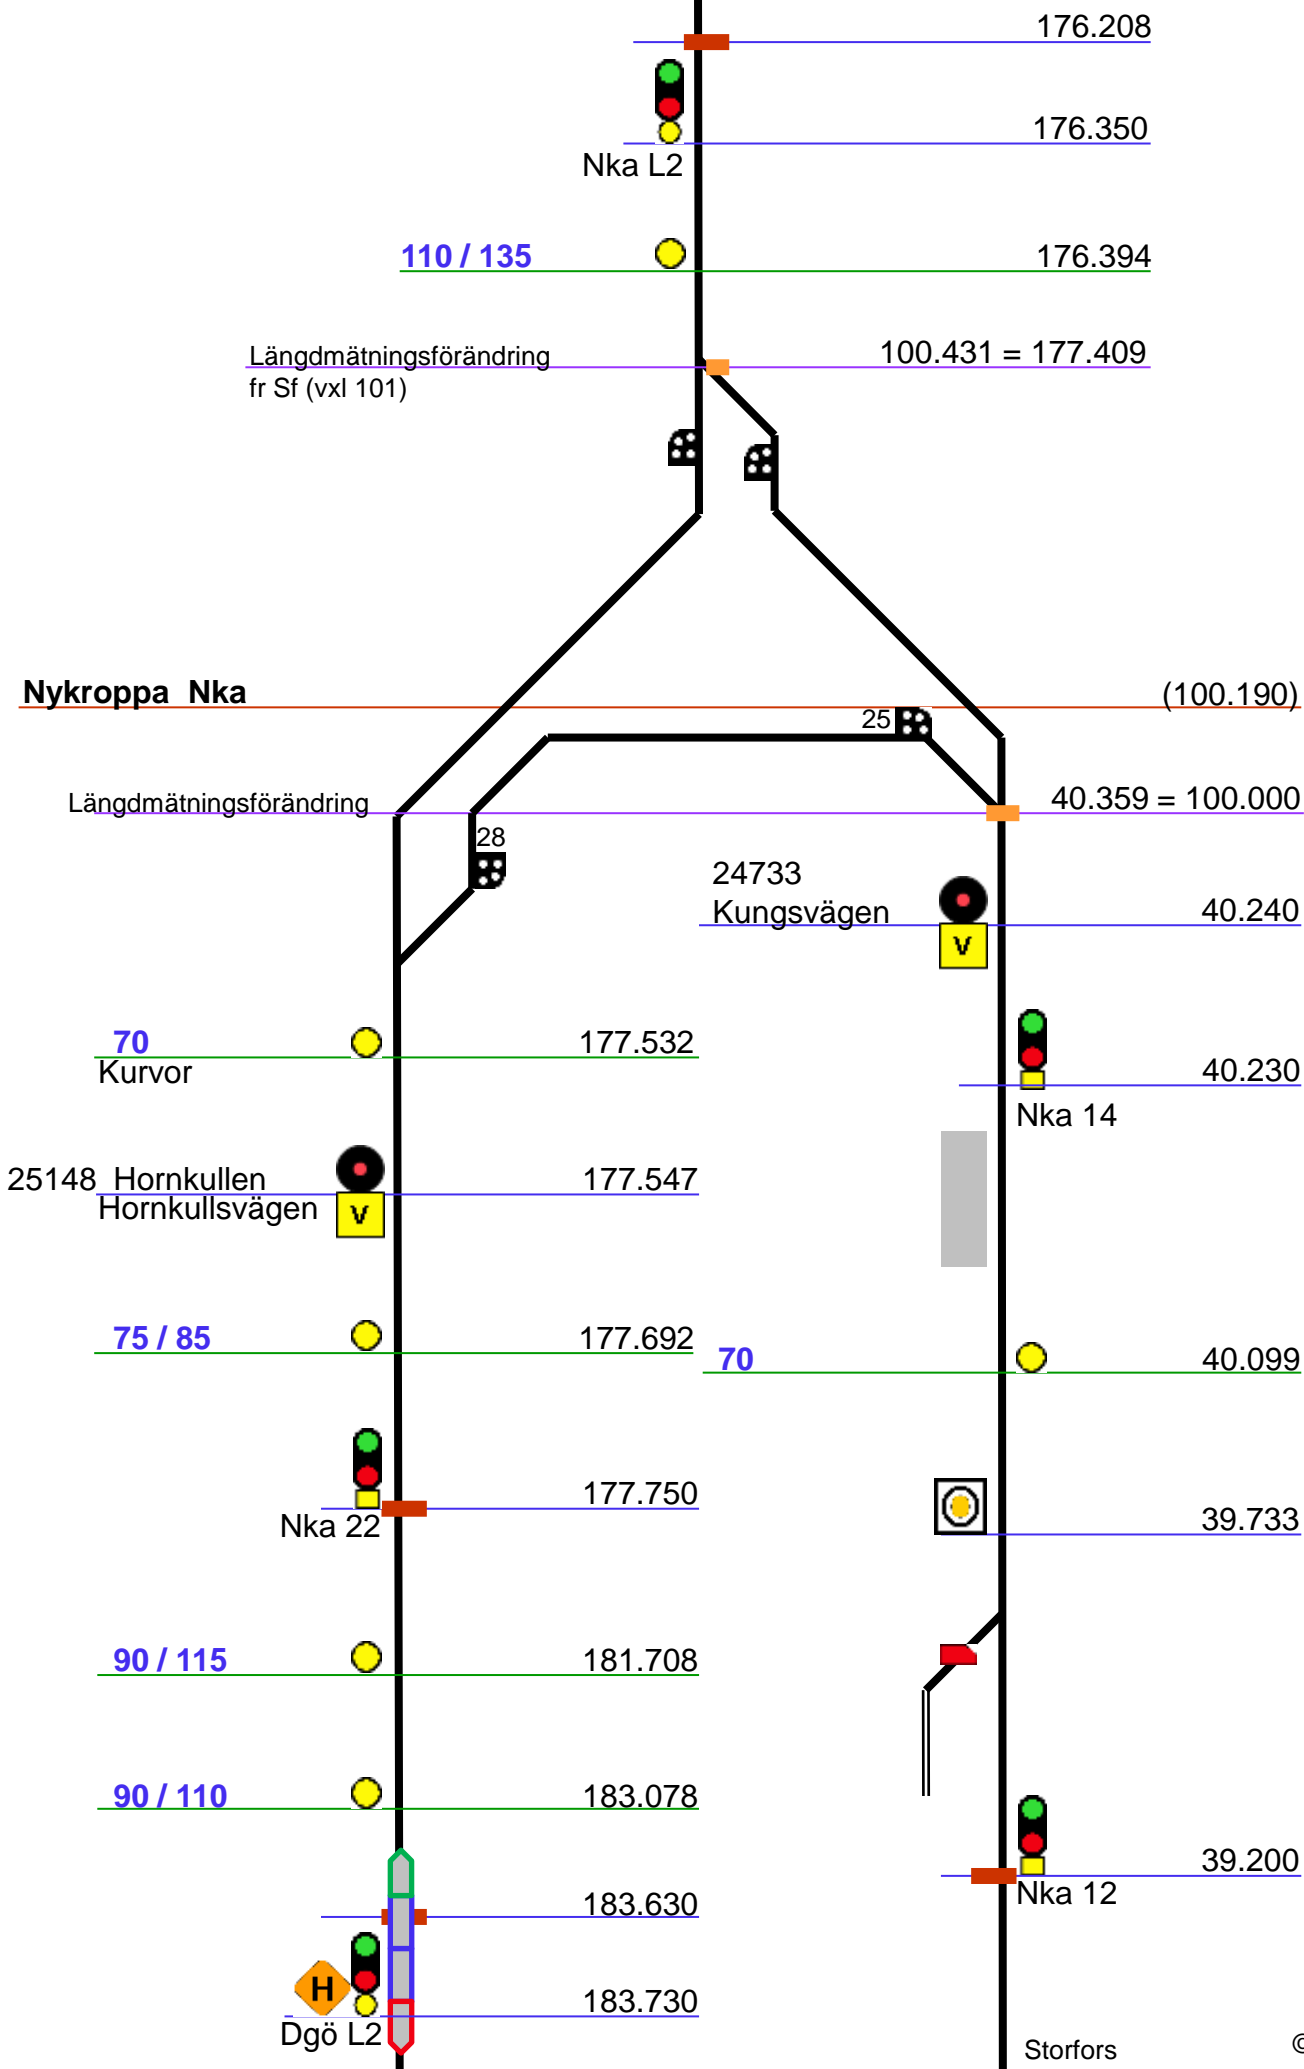 176.208
176.350
Nka L2
110 / 135
176.394
Längdmätningsförändring
100.431 = 177.409
fr Sf (vxl 101)
Nykroppa Nka
(100.190)
25
Längdmätningsförändring
40.359 = 100.000
28
24733
Kungsvägen
40.240
V
70
177.532
Kurvor
40.230
Nka 14
25148 Hornkullen
177.547
Hornkullsvägen
V
75 / 85
177.692
70
40.099
177.750
Nka 22
39.733
90 / 115
181.708
90 / 110
183.078
39.200
Nka 12
183.630
H
183.730
Dgö L2
Storfors
©